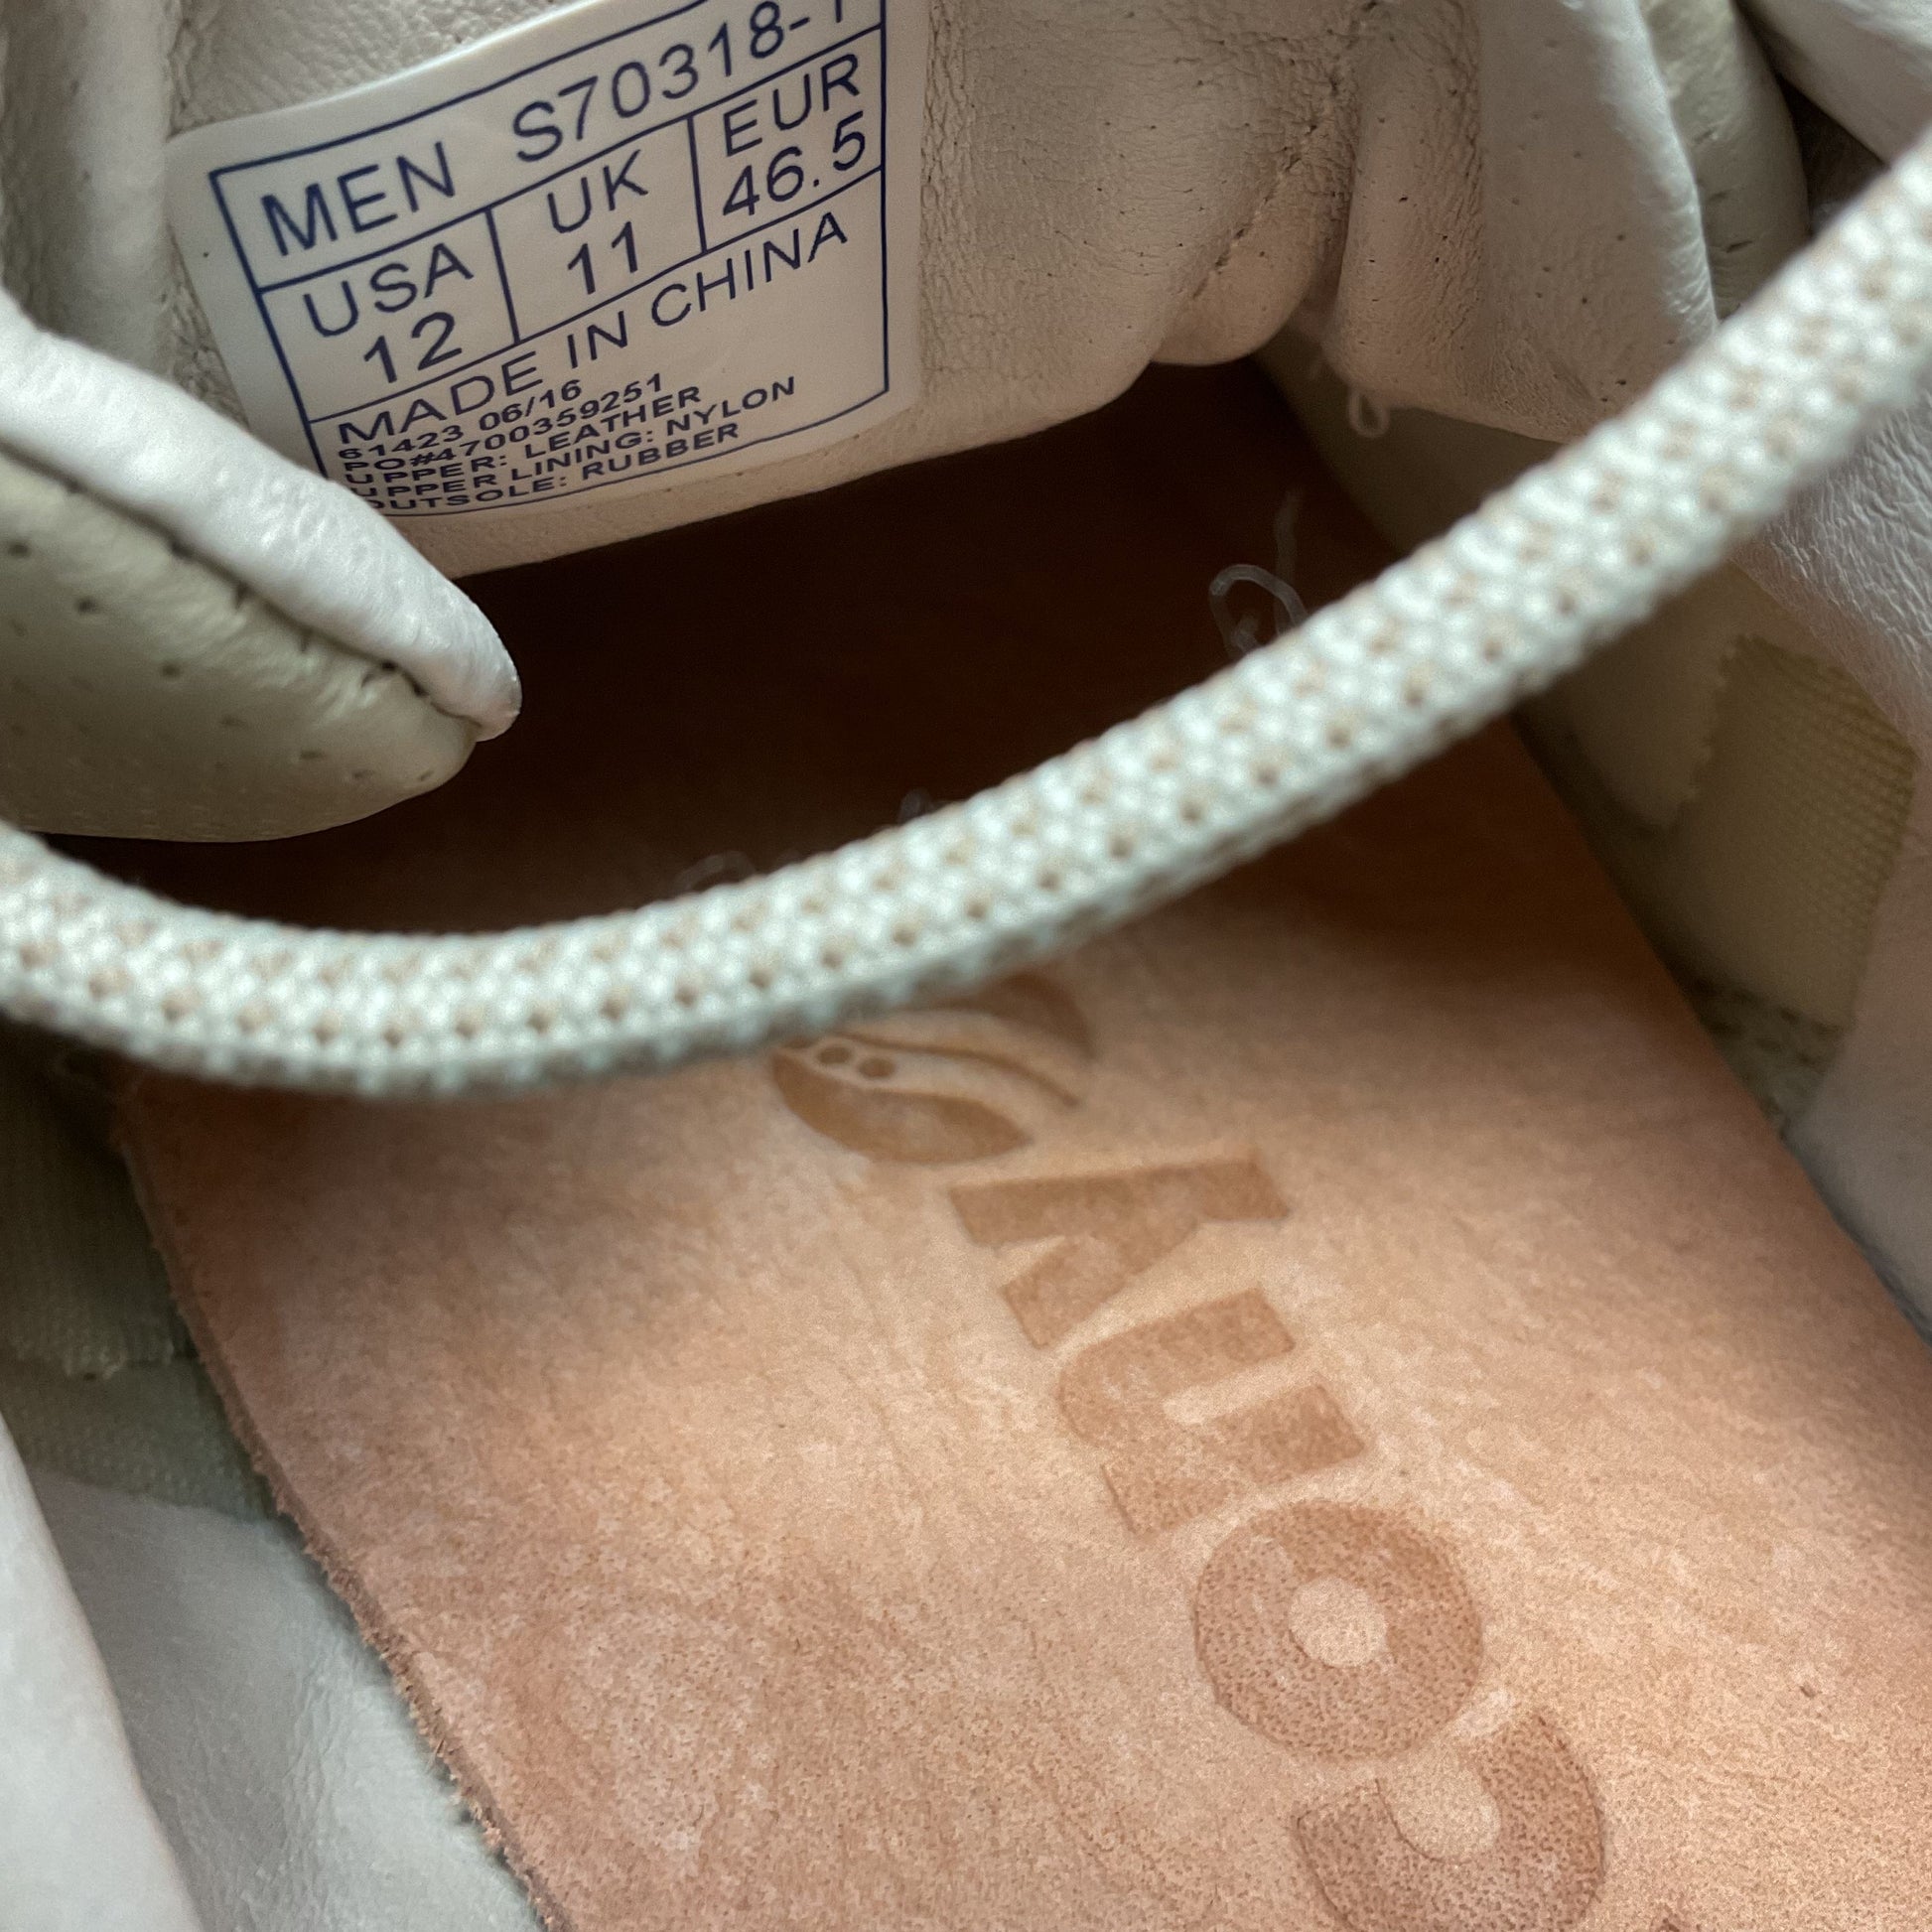 MEN S70318-1
USA UK EUR
12 11 46.5
MADE IN CHINA
61423 06/16
PO#4700359251
UPPER: LEATHER
UPPER LINING: NYLON
OUTSOLE: RUBBER